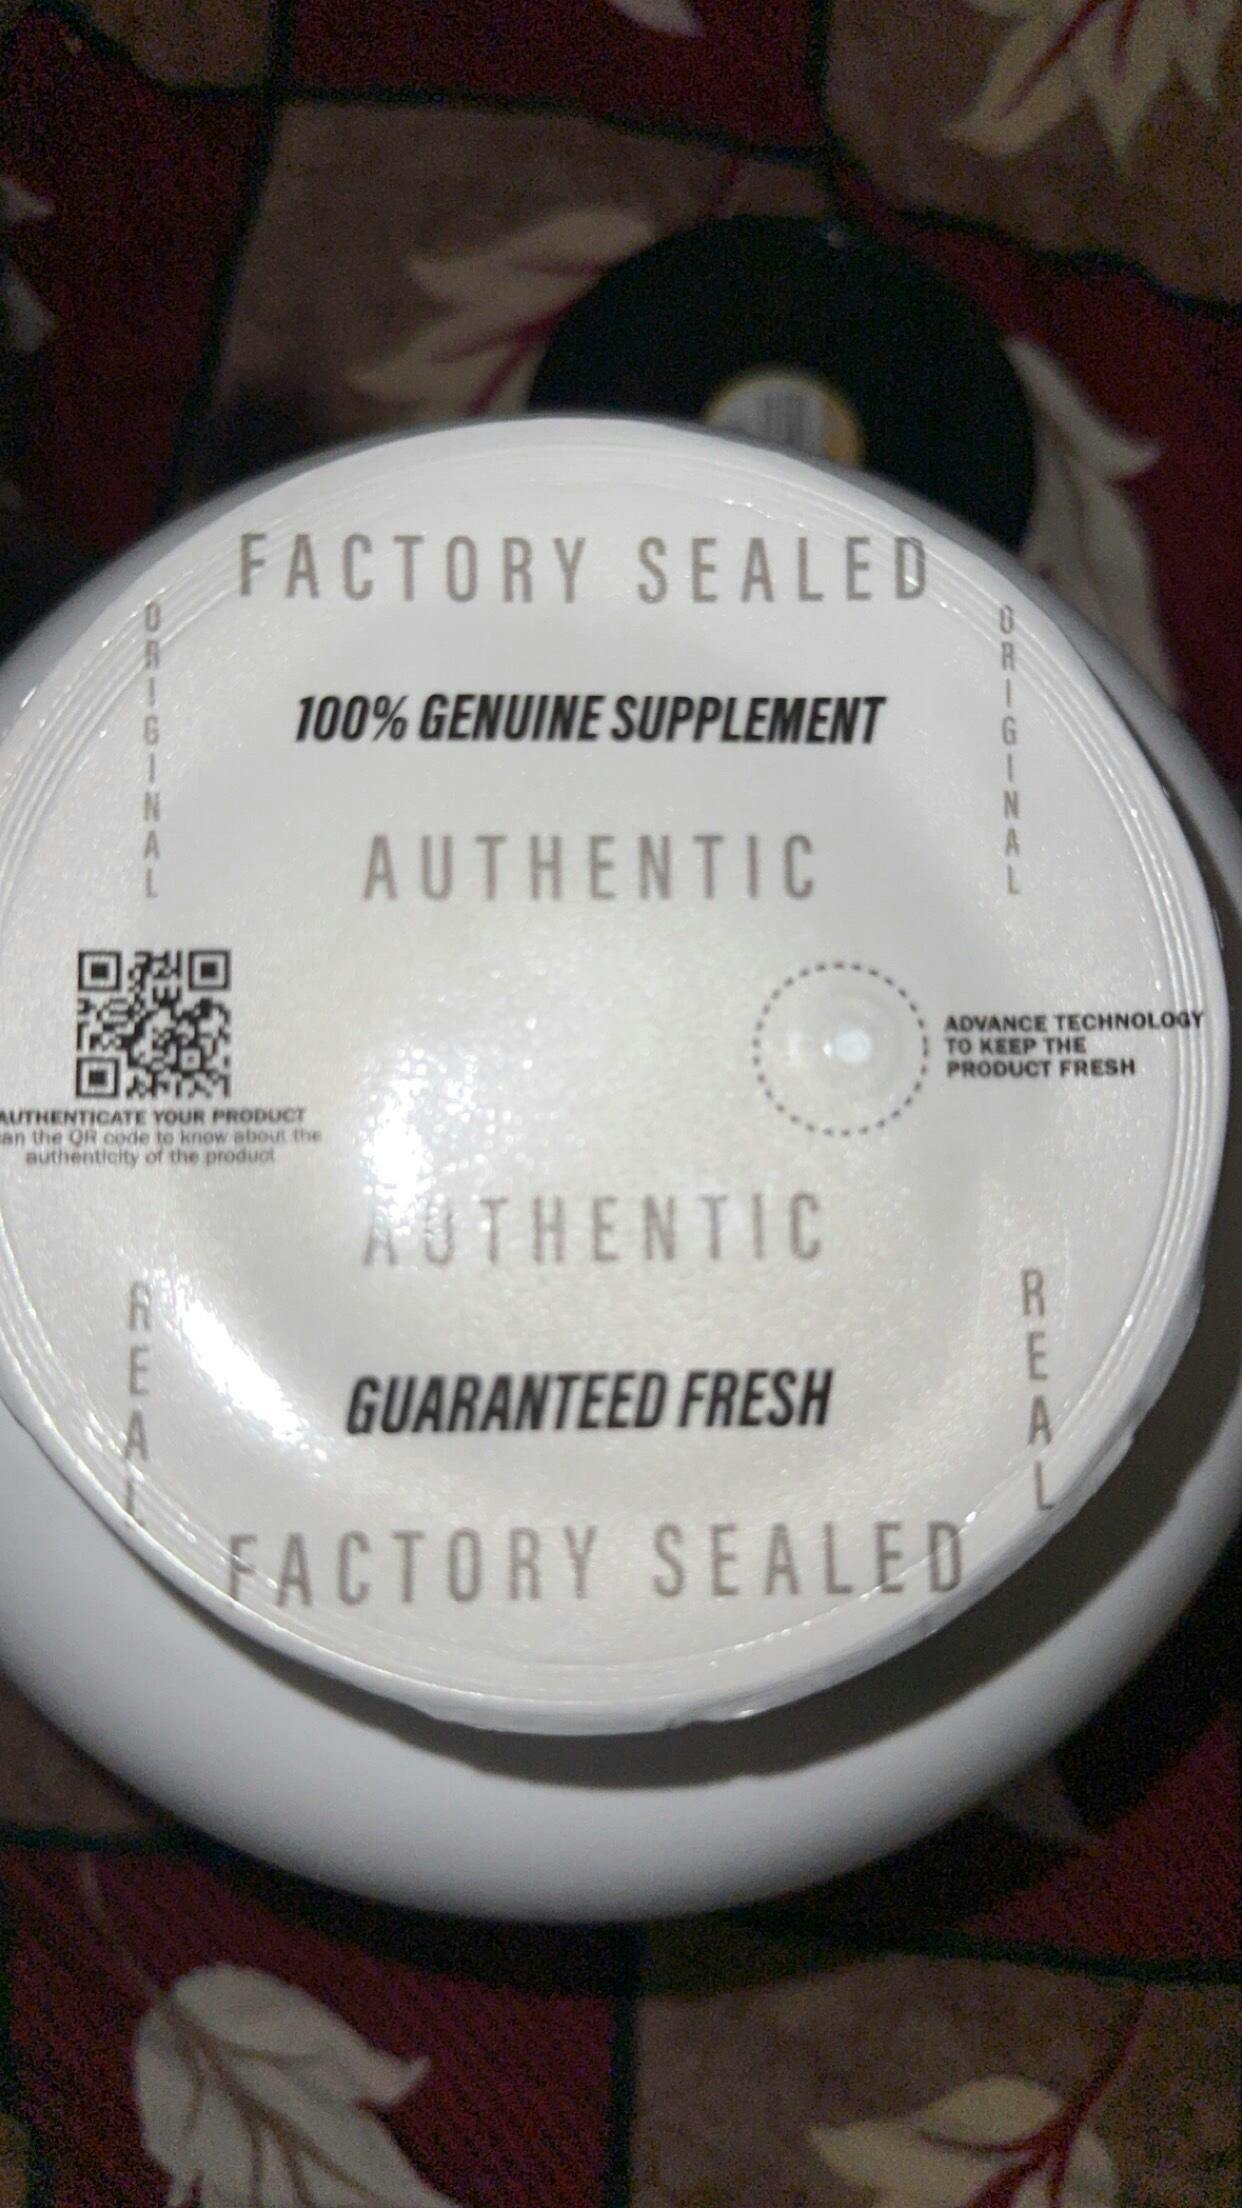 FACTORY SEALED
ORIGINAL
ORIGINAL
100% GENUINE SUPPLEMENT
AUTHENTIC
ADVANCE TECHNOLOGY
TO KEEP THE
PRODUCT FRESH
AUTHENTICATE YOUR PRODUCT
the QR code to know about the
authenticity of the product
AUTHENTIC
REAL
REAL
GUARANTEED FRESH
FACTORY SEALED